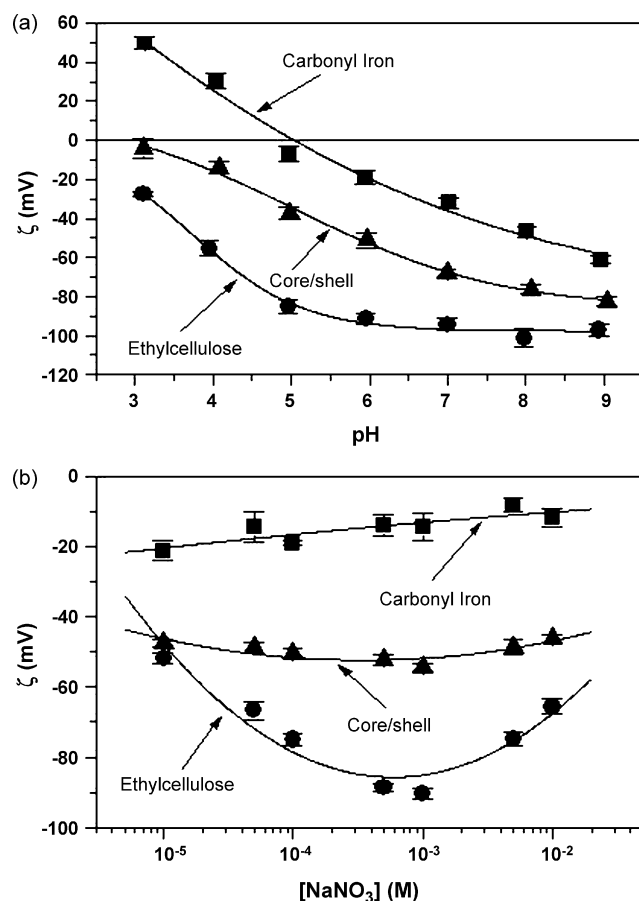 (a)
60
40
20
0
-20
-40
-60
-80
-100
-120
ζ (mV)
Carbonyl Iron
Core/shell
Ethylcellulose
3 4 5 6 7 8 9
pH
(b)
0
-20
-40
-60
-80
-100
ζ (mV)
Carbonyl Iron
Core/shell
Ethylcellulose
10⁻⁵ 10⁻⁴ 10⁻³ 10⁻²
[NaNO₃] (M)